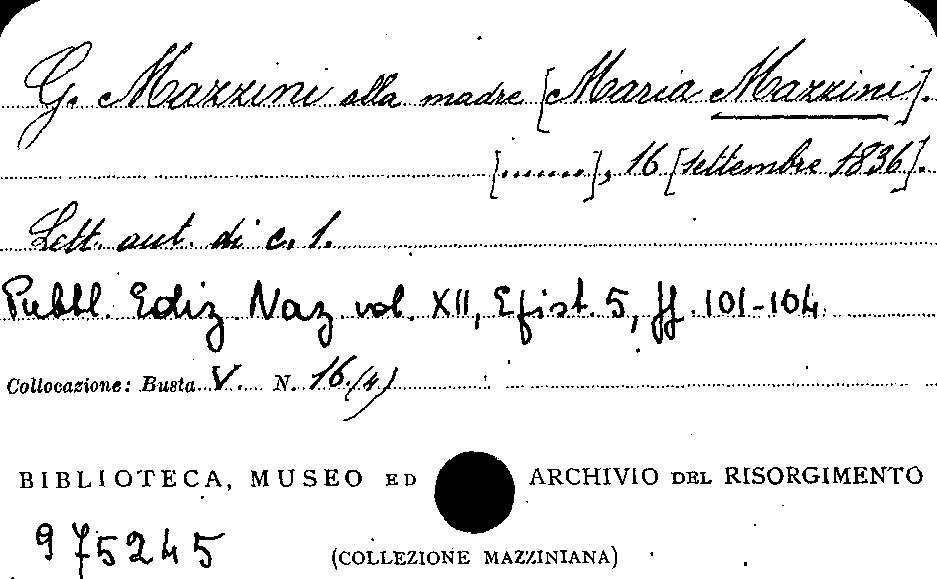 G. Mazzini alla madre [Maria Mazzini].
[......], 16 [settembre 1836].
Lett. aut. di c. 1.
Pubbl. Ediz. Naz. vol. XII, Epist. 5, pp. 101-104
Collocazione: Busta V. N. 16(4)
BIBLIOTECA, MUSEO ED ARCHIVIO DEL RISORGIMENTO
975245
(COLLEZIONE MAZZINIANA)